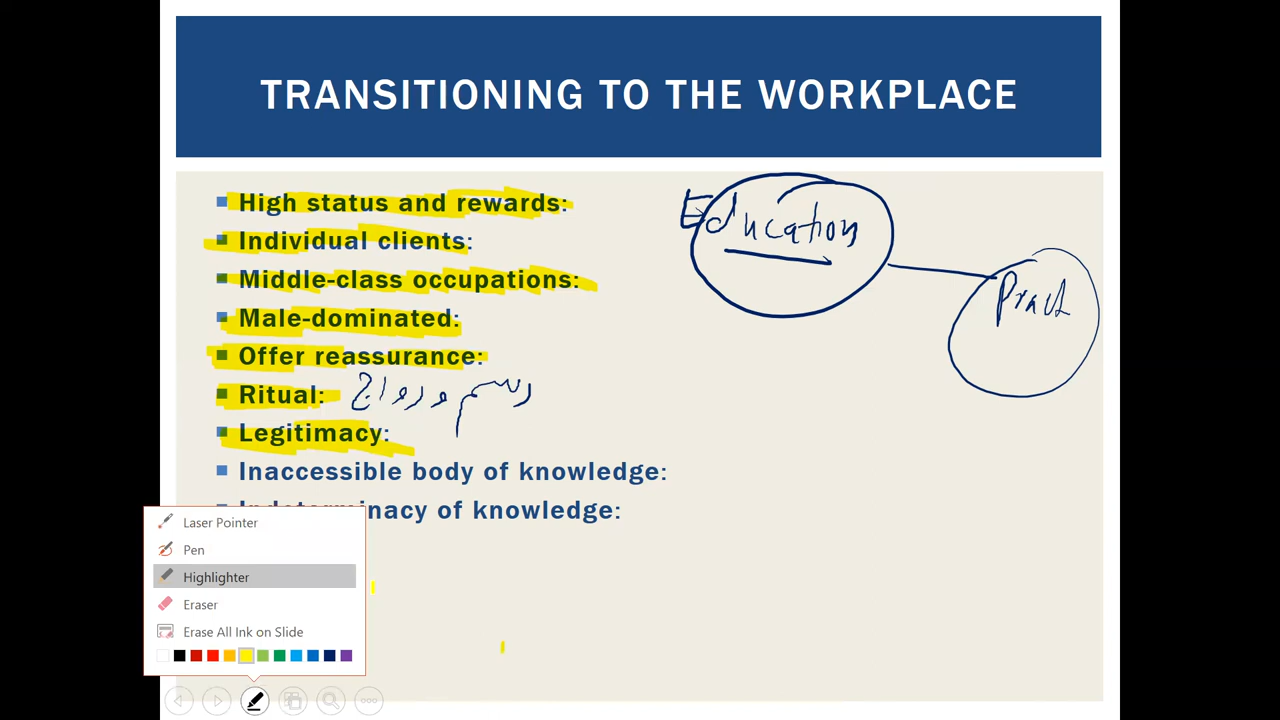 TRANSITIONING TO THE WORKPLACE
High status and rewards:
Individual clients:
Middle-class occupations:
Male-dominated:
Offer reassurance:
Ritual: رسم و رواج
Legitimacy:
Inaccessible body of knowledge:
Indeterminacy of knowledge:
Education
Pract
Laser Pointer
Pen
Highlighter
Eraser
Erase All Ink on Slide